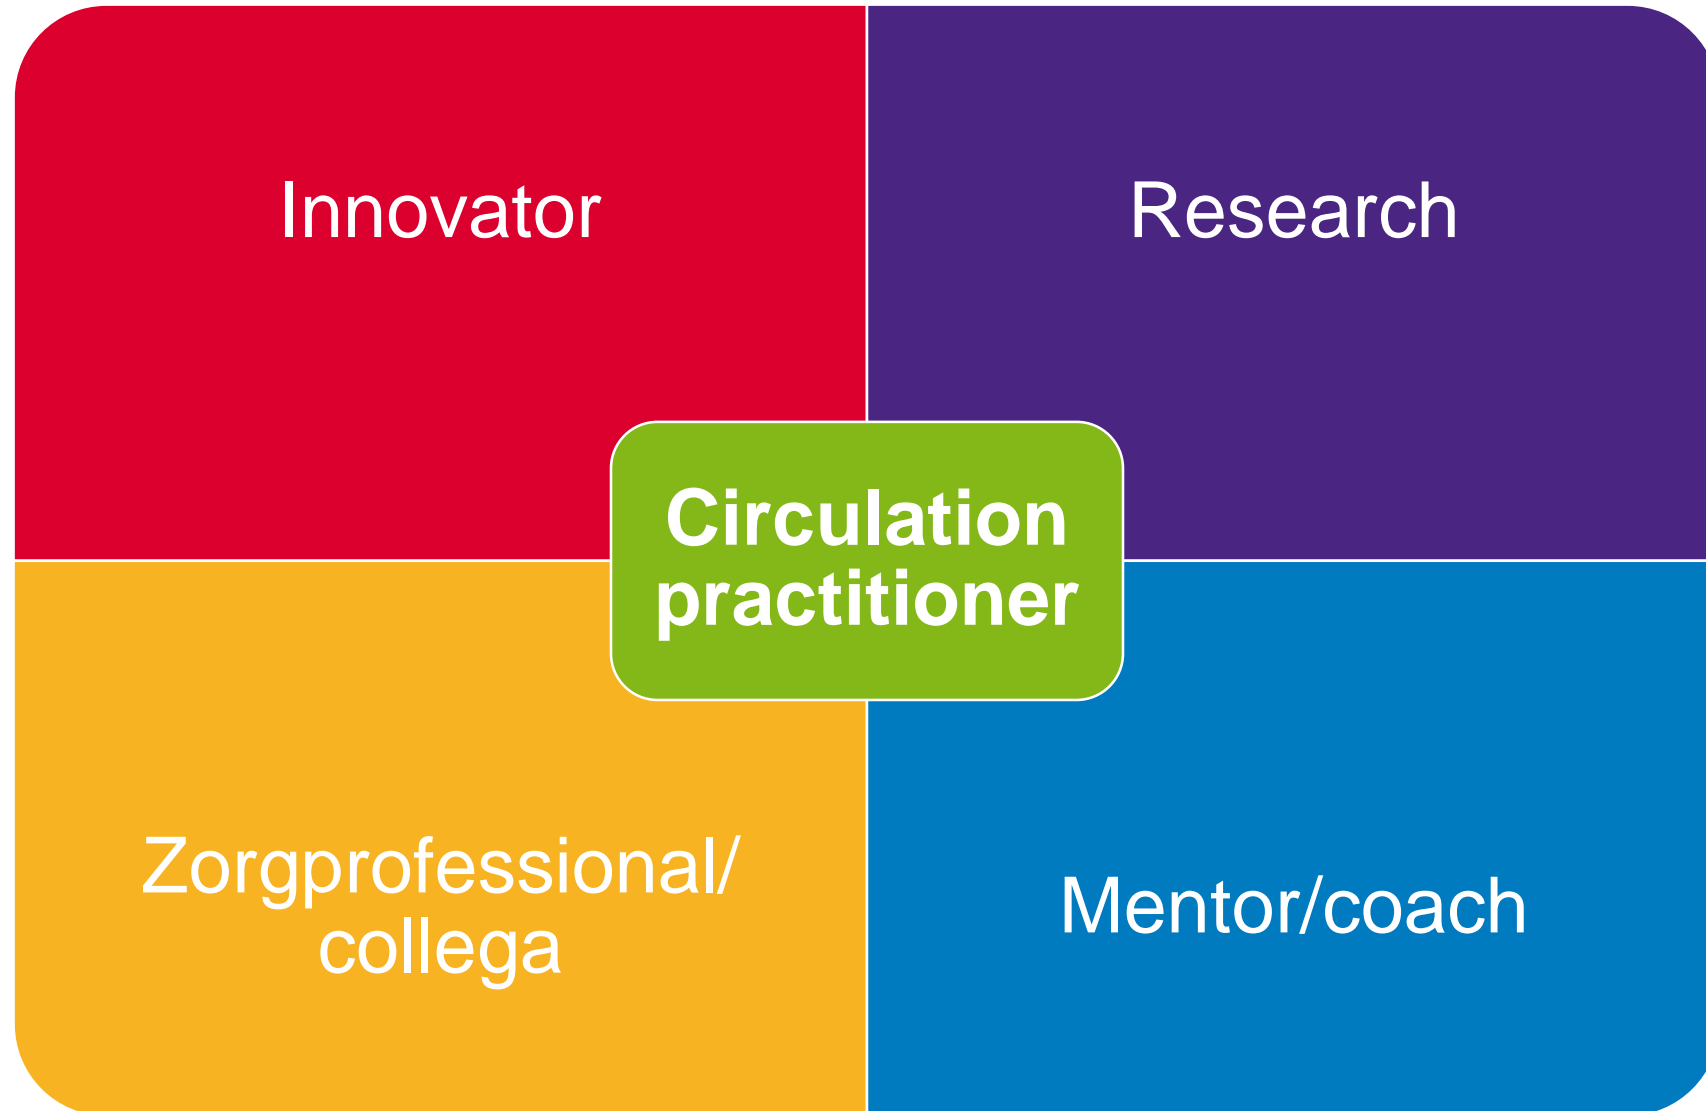 Innovator
Research
Circulation
practitioner
Zorgprofessional/
collega
Mentor/coach